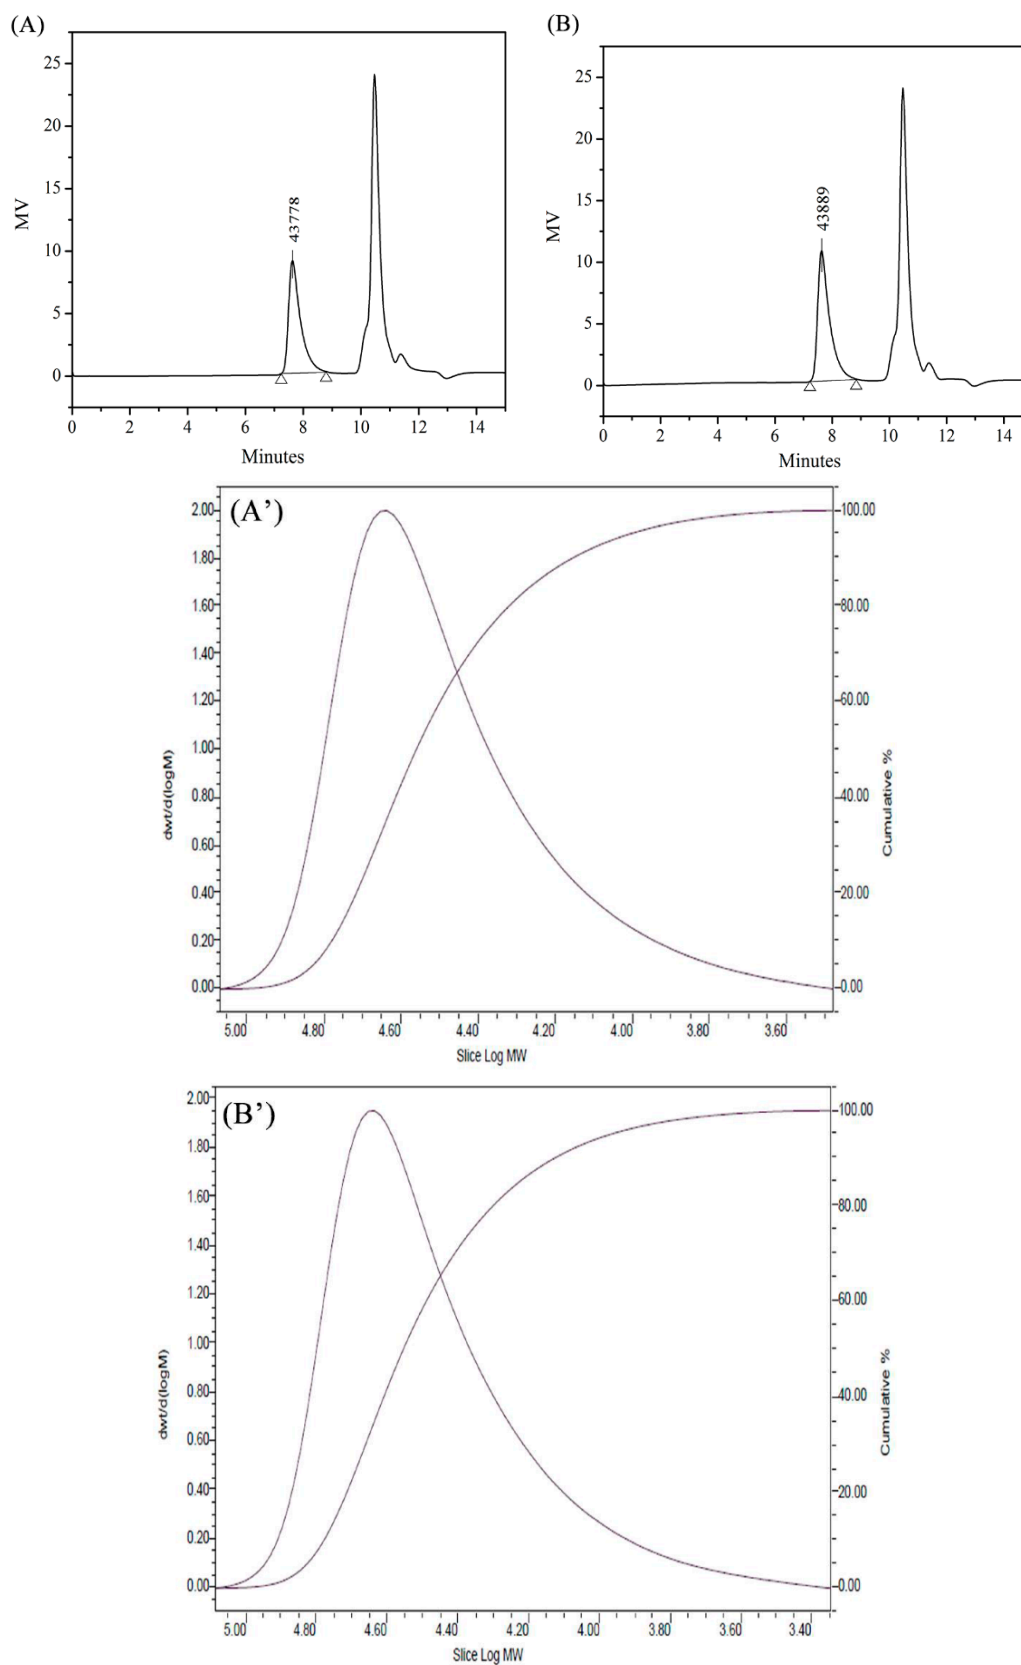 (A)
(B)
MV
25
20
15
10
5
0
43778
0 2 4 6 8 10 12 14
Minutes
MV
25
20
15
10
5
0
43889
0 2 4 6 8 10 12 14
Minutes
(A’)
dwt/d(logM)
2.00
1.80
1.60
1.40
1.20
1.00
0.80
0.60
0.40
0.20
0.00
100.00
80.00
60.00
40.00
20.00
0.00
Cumulative %
5.00 4.80 4.60 4.40 4.20 4.00 3.80 3.60
Slice Log MW
(B’)
dwt/d(logM)
2.00
1.80
1.60
1.40
1.20
1.00
0.80
0.60
0.40
0.20
0.00
100.00
80.00
60.00
40.00
20.00
0.00
Cumulative %
5.00 4.80 4.60 4.40 4.20 4.00 3.80 3.60 3.40
Slice Log MW